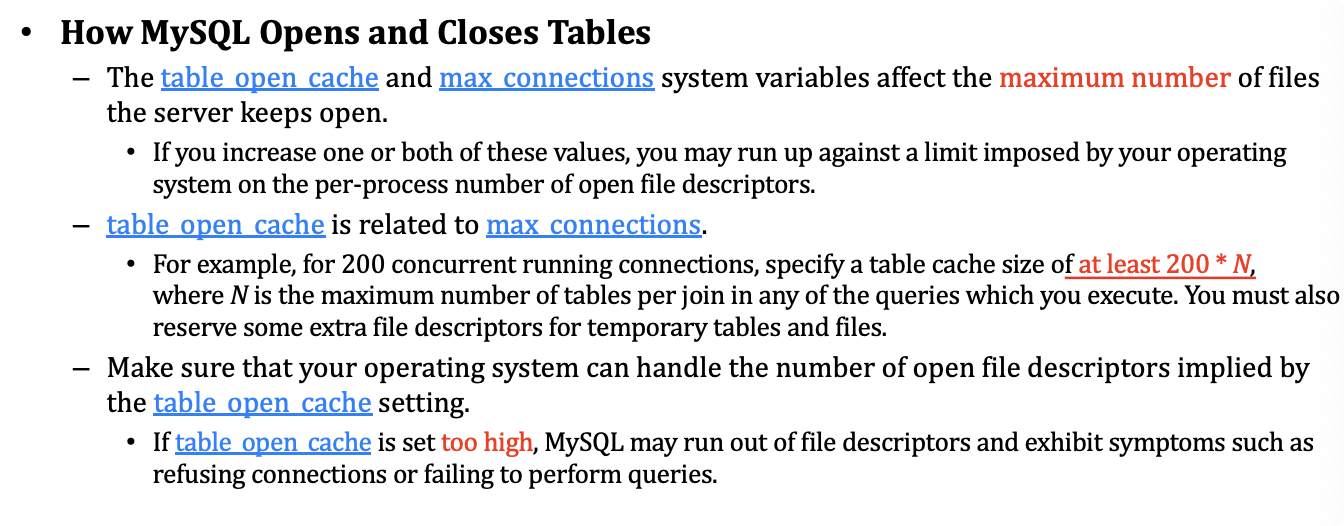 • How MySQL Opens and Closes Tables
– The table_open_cache and max_connections system variables affect the maximum number of files
the server keeps open.
• If you increase one or both of these values, you may run up against a limit imposed by your operating
system on the per-process number of open file descriptors.
– table_open_cache is related to max_connections.
• For example, for 200 concurrent running connections, specify a table cache size of at least 200 * N,
where N is the maximum number of tables per join in any of the queries which you execute. You must also
reserve some extra file descriptors for temporary tables and files.
– Make sure that your operating system can handle the number of open file descriptors implied by
the table_open_cache setting.
• If table_open_cache is set too high, MySQL may run out of file descriptors and exhibit symptoms such as
refusing connections or failing to perform queries.